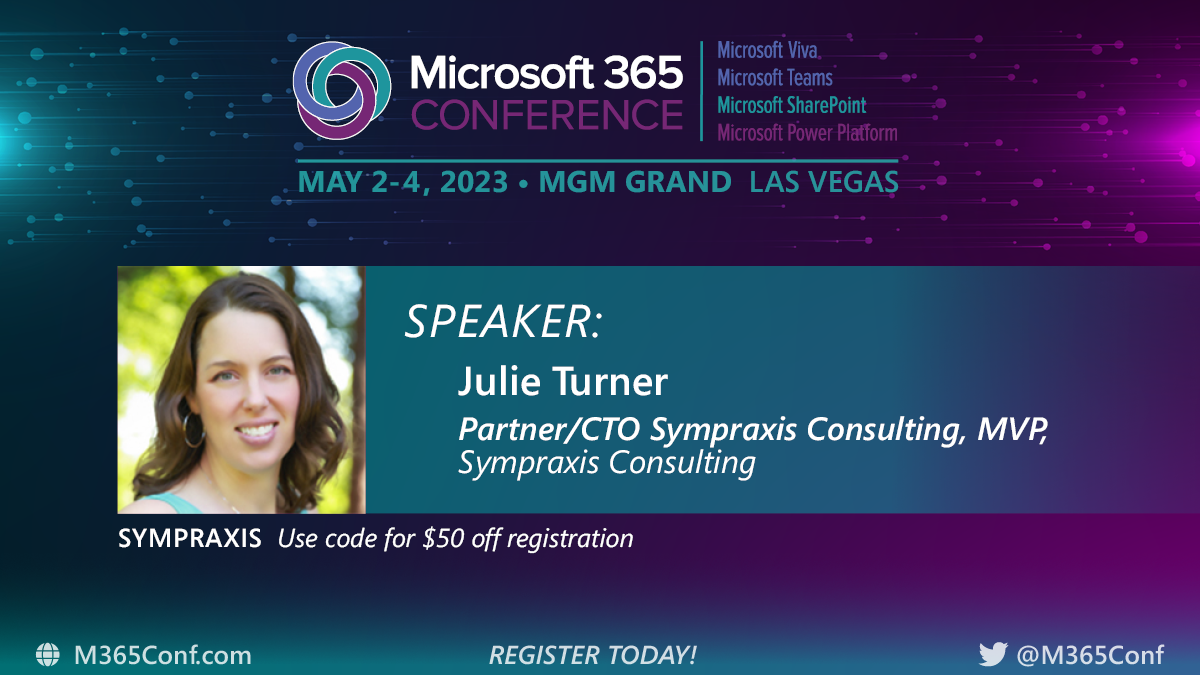 Microsoft 365
CONFERENCE
Microsoft Viva
Microsoft Teams
Microsoft SharePoint
Microsoft Power Platform
MAY 2-4, 2023 • MGM GRAND LAS VEGAS
SPEAKER:
Julie Turner
Partner/CTO Sympraxis Consulting, MVP,
Sympraxis Consulting
SYMPRAXIS Use code for $50 off registration
M365Conf.com
REGISTER TODAY!
@M365Conf